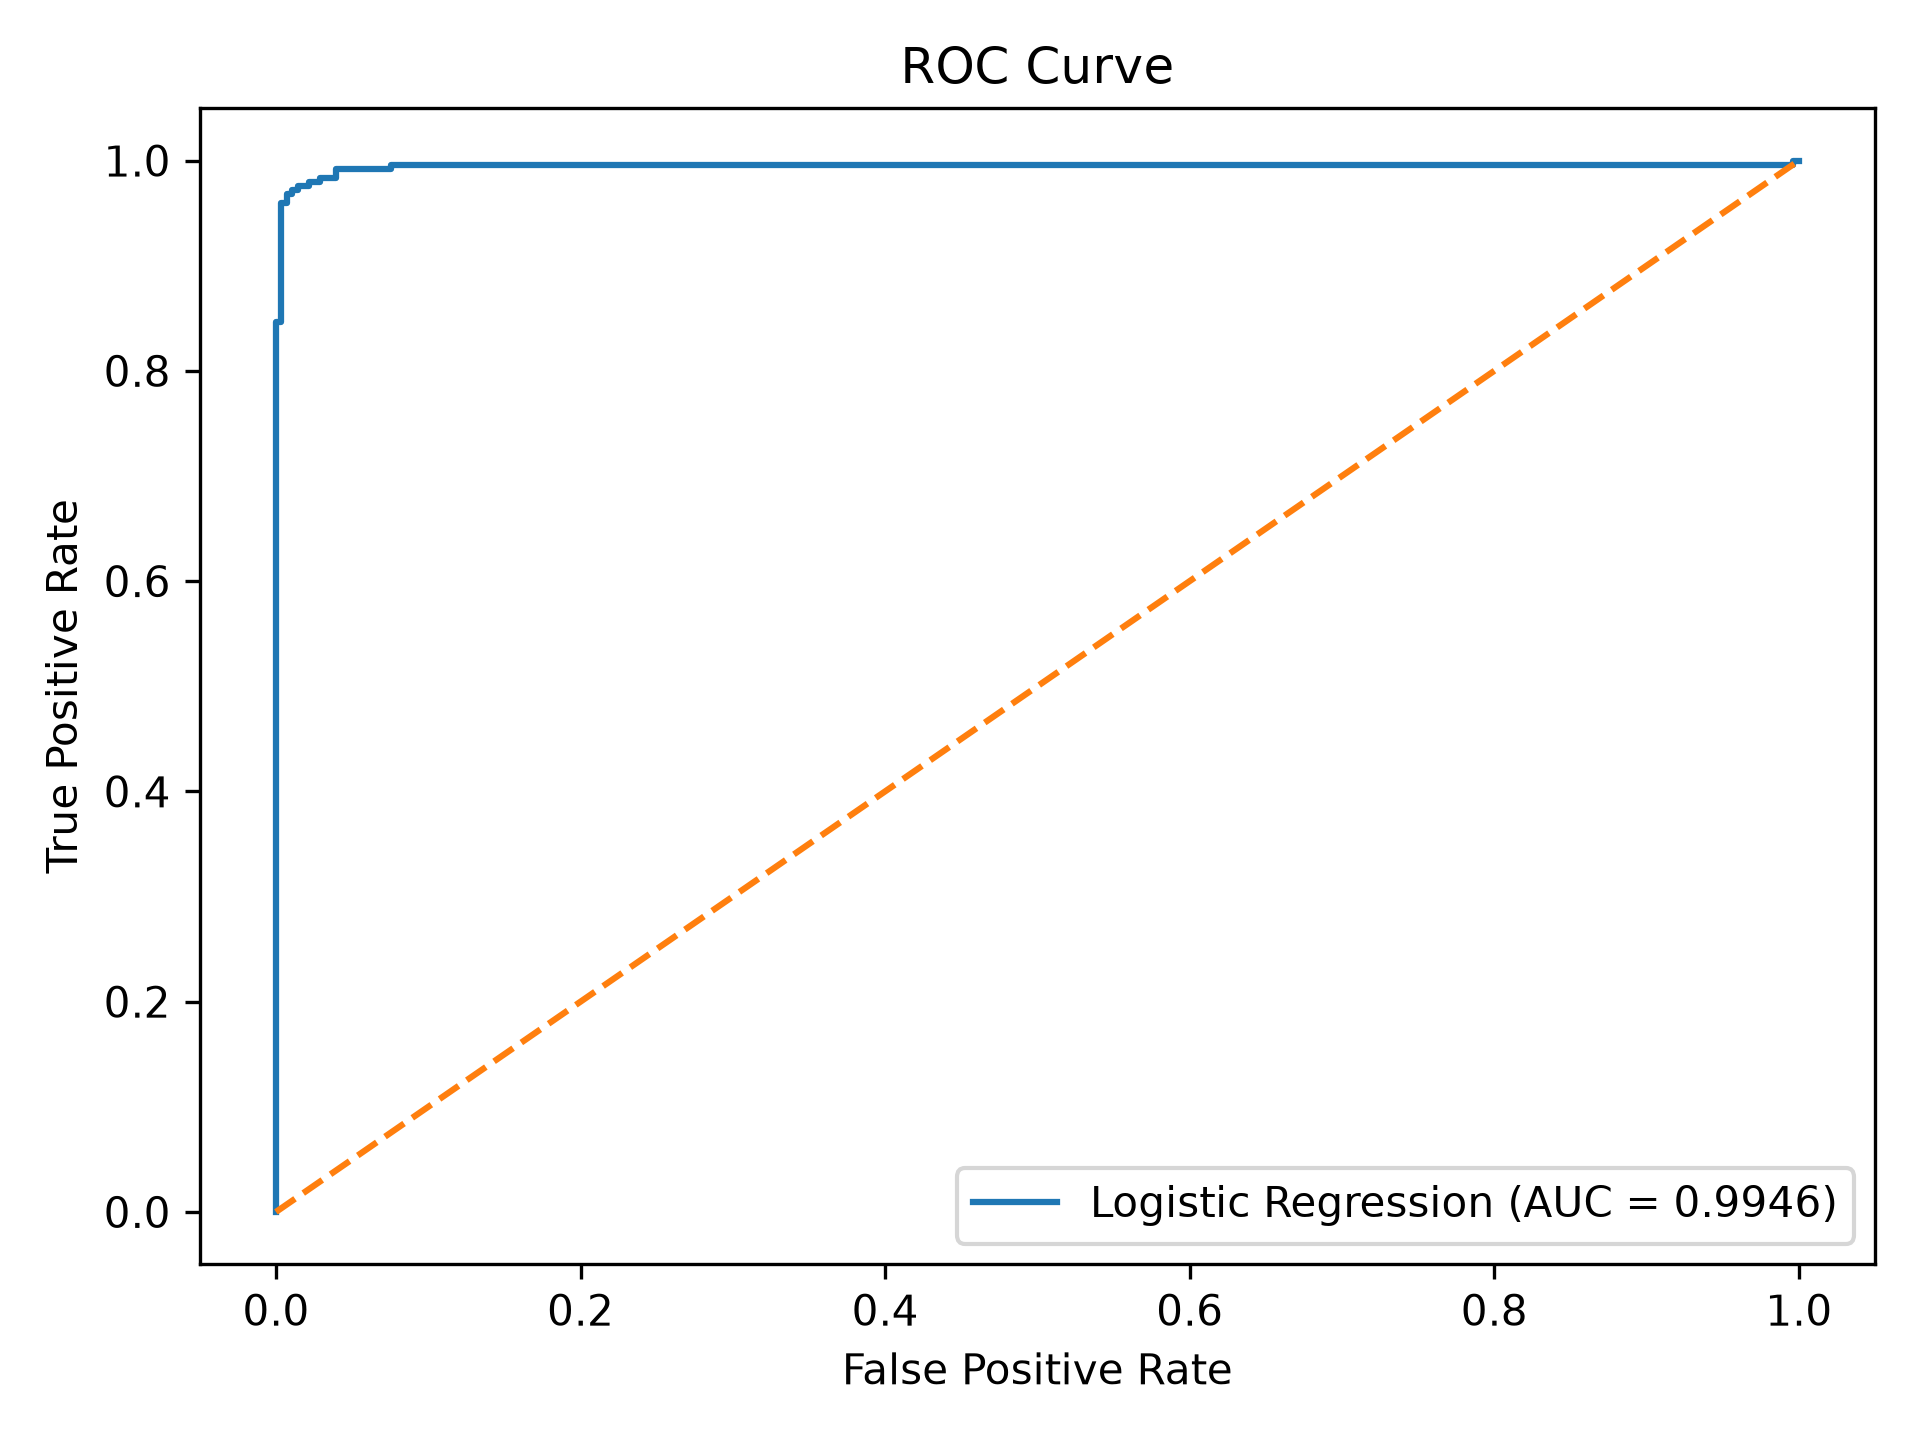 ROC Curve
True Positive Rate
1.0
0.8
0.6
0.4
0.2
0.0
Logistic Regression (AUC = 0.9946)
0.0 0.2 0.4 0.6 0.8 1.0
False Positive Rate